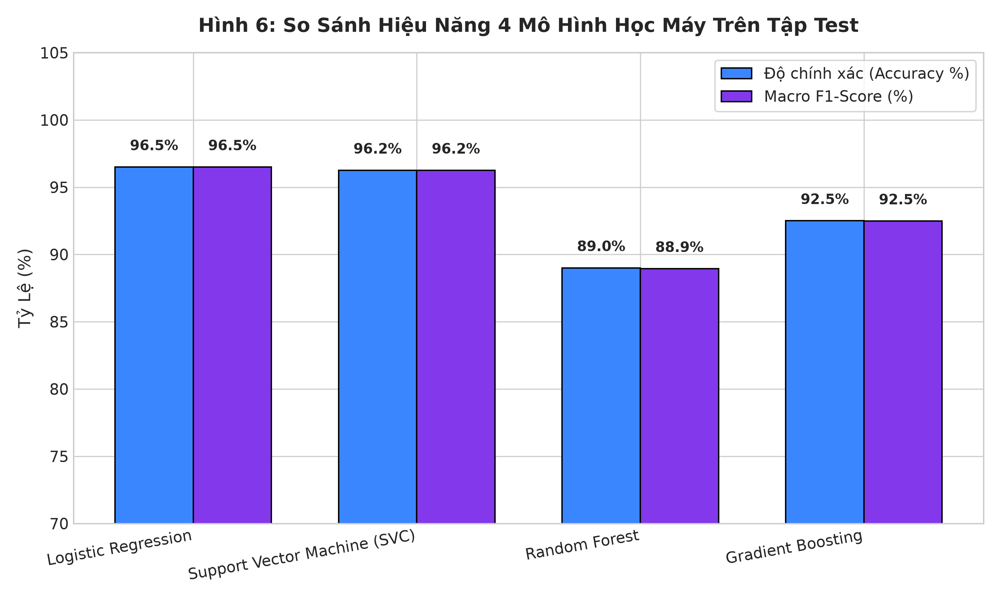 Hình 6: So Sánh Hiệu Năng 4 Mô Hình Học Máy Trên Tập Test
Độ chính xác (Accuracy %)
Macro F1-Score (%)
Tỷ Lệ (%)
105
100
95
90
85
80
75
70
96.5%
96.5%
96.2%
96.2%
89.0%
88.9%
92.5%
92.5%
Logistic Regression
Support Vector Machine (SVC)
Random Forest
Gradient Boosting